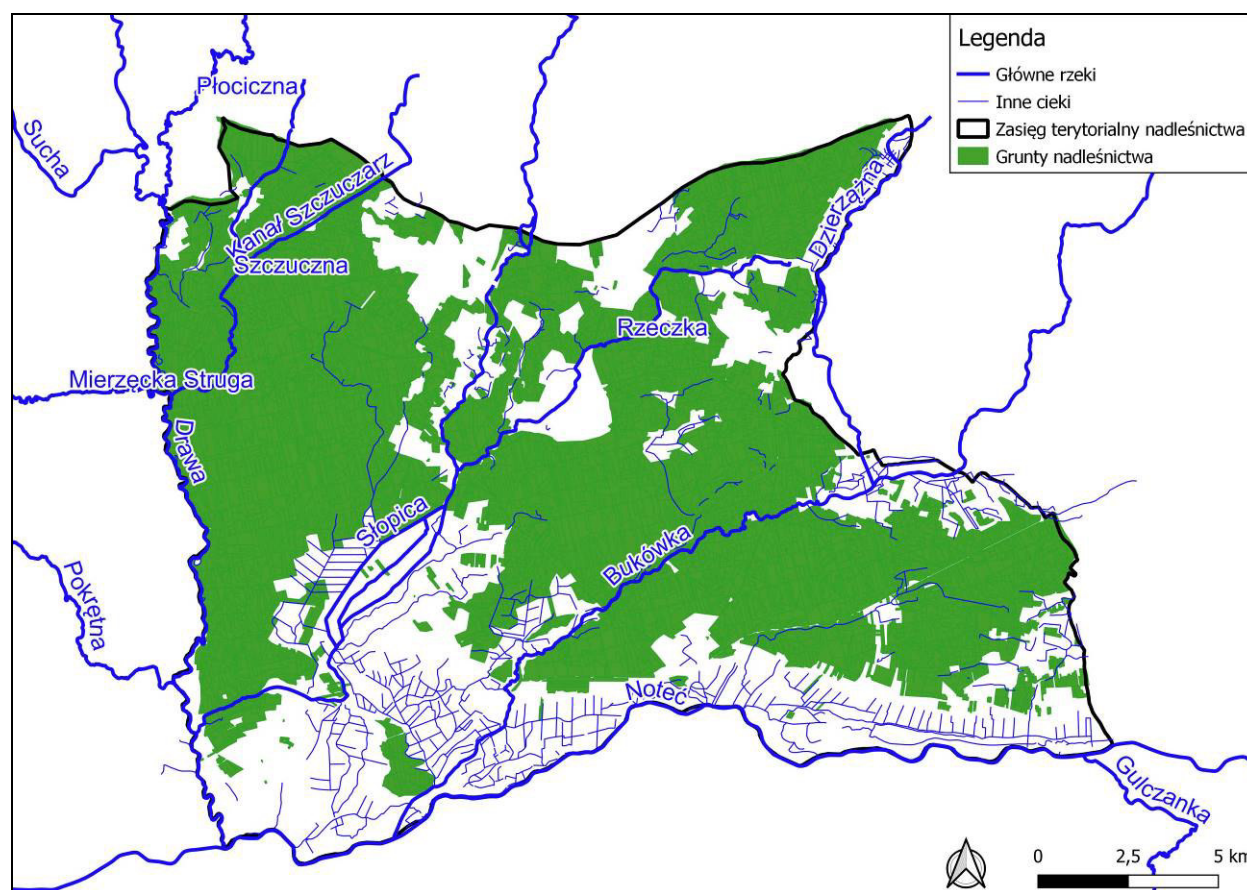 Legenda
Główne rzeki
Inne cieki
Zasięg terytorialny nadleśnictwa
Grunty nadleśnictwa
Płociczna
Sucha
Kanał Szczuczarz
Szczuczna
Dzierżązna
Rzeczka
Mierzęcka Struga
Drawa
Słopica
Bukówka
Pokrętna
Noteć
Gulczanka
0 2,5 5 km